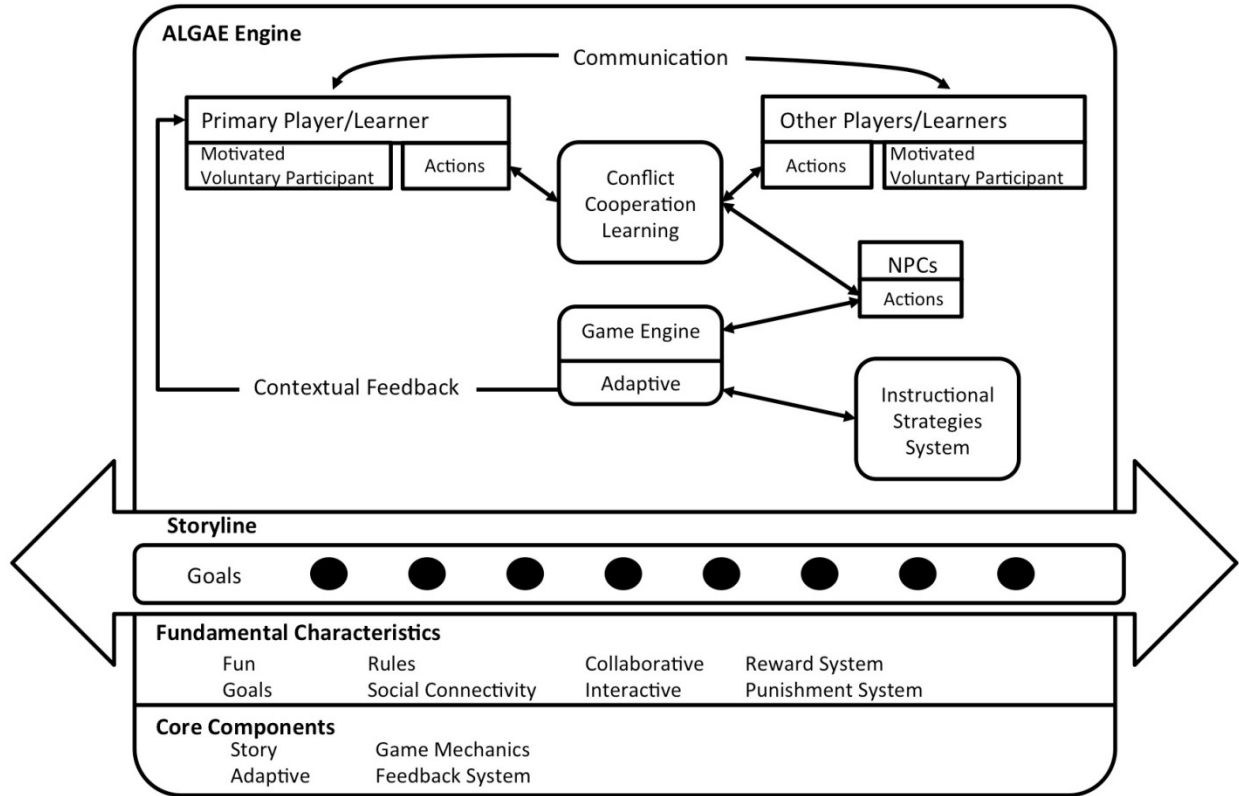 ALGAE Engine
Communication
Primary Player/Learner
Motivated
Voluntary Participant
Actions
Other Players/Learners
Actions
Motivated
Voluntary Participant
Conflict
Cooperation
Learning
NPCs
Actions
Game Engine
Adaptive
Contextual Feedback
Instructional
Strategies
System
Storyline
Goals
Fundamental Characteristics
Fun Rules Collaborative Reward System
Goals Social Connectivity Interactive Punishment System
Core Components
Story Game Mechanics
Adaptive Feedback System